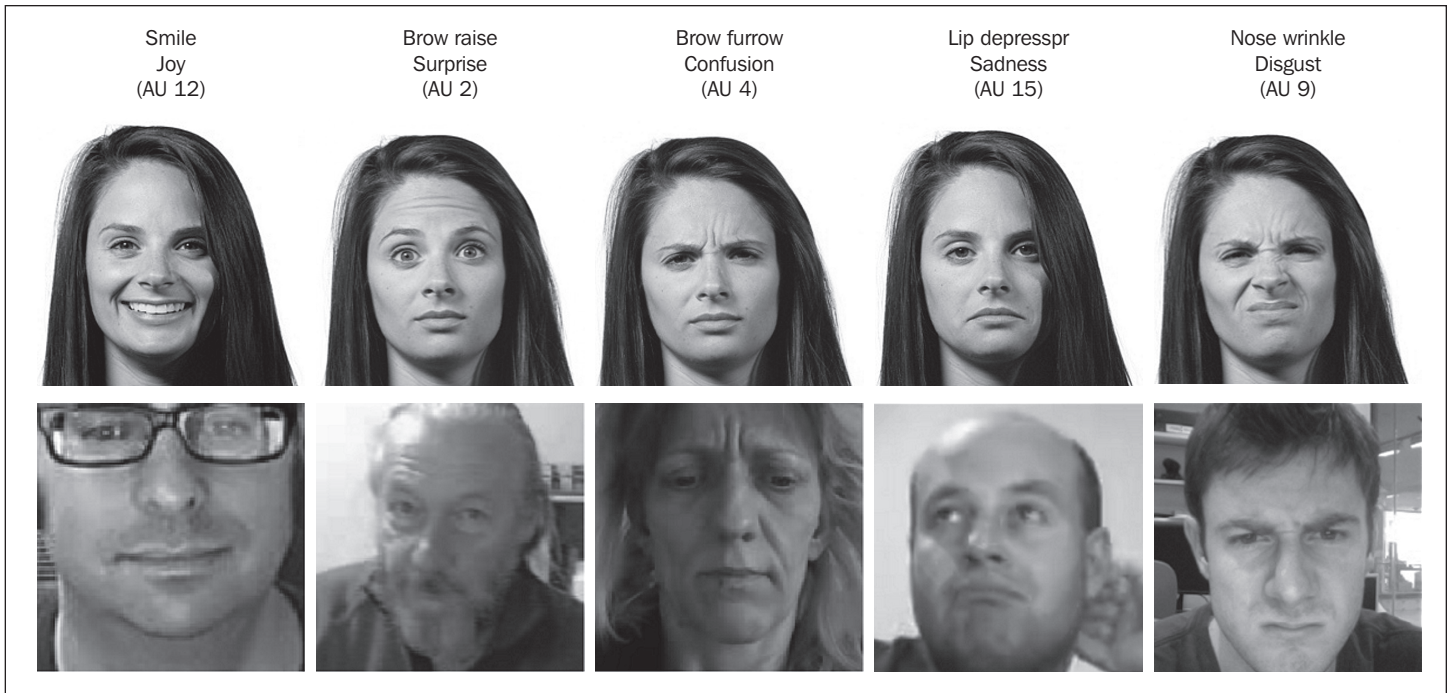 Smile
Joy
(AU 12)
Brow raise
Surprise
(AU 2)
Brow furrow
Confusion
(AU 4)
Lip depresspr
Sadness
(AU 15)
Nose wrinkle
Disgust
(AU 9)